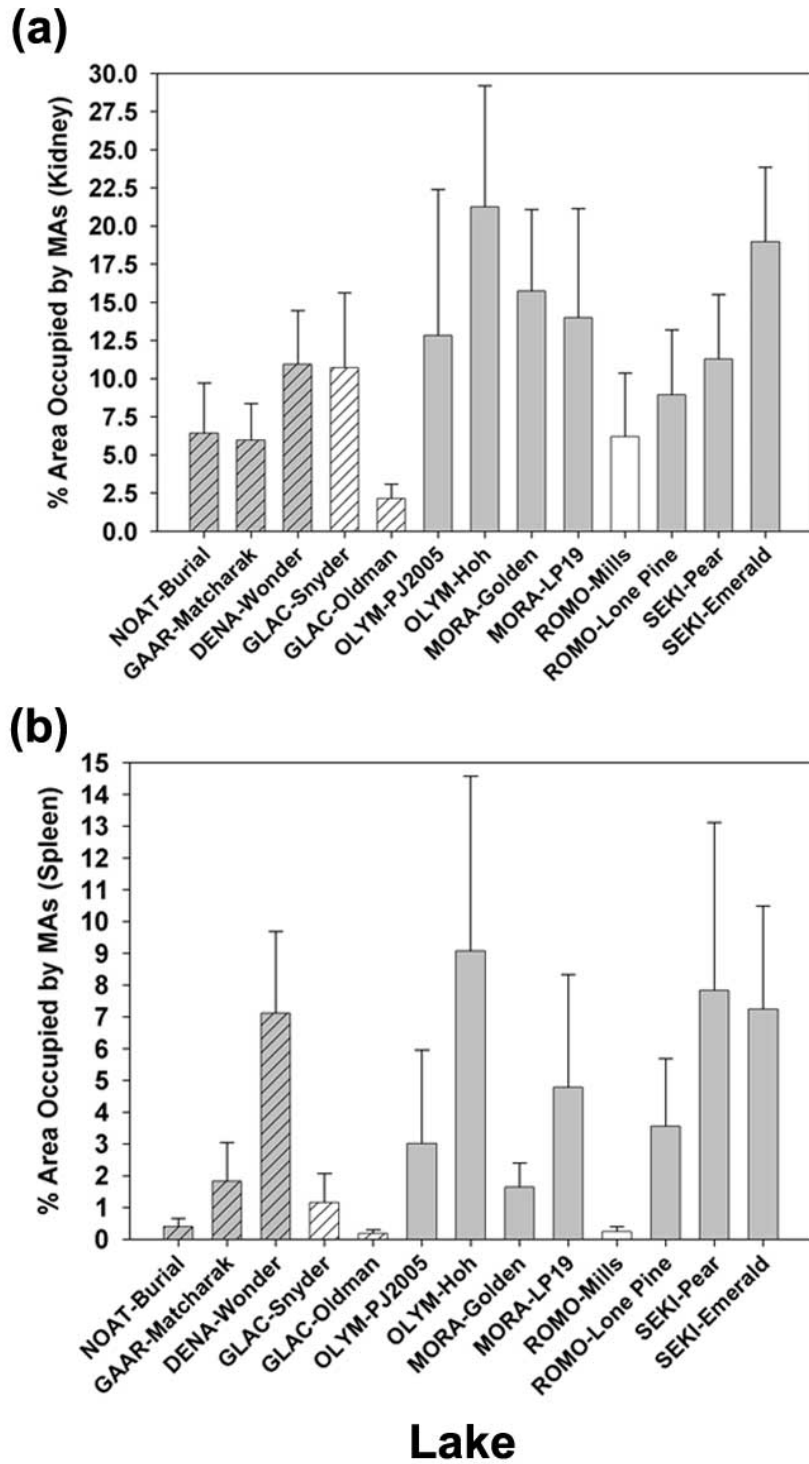 (a)
% Area Occupied by MAs (Kidney)
30.0
27.5
25.0
22.5
20.0
17.5
15.0
12.5
10.0
7.5
5.0
2.5
0.0
NOAT-Burial
GAAR-Matcharak
DENA-Wonder
GLAC-Snyder
GLAC-Oldman
OLYM-PJ2005
OLYM-Hoh
MORA-Golden
MORA-LP19
ROMO-Mills
ROMO-Lone Pine
SEKI-Pear
SEKI-Emerald
(b)
% Area Occupied by MAs (Spleen)
15
14
13
12
11
10
9
8
7
6
5
4
3
2
1
0
NOAT-Burial
GAAR-Matcharak
DENA-Wonder
GLAC-Snyder
GLAC-Oldman
OLYM-PJ2005
OLYM-Hoh
MORA-Golden
MORA-LP19
ROMO-Mills
ROMO-Lone Pine
SEKI-Pear
SEKI-Emerald
Lake